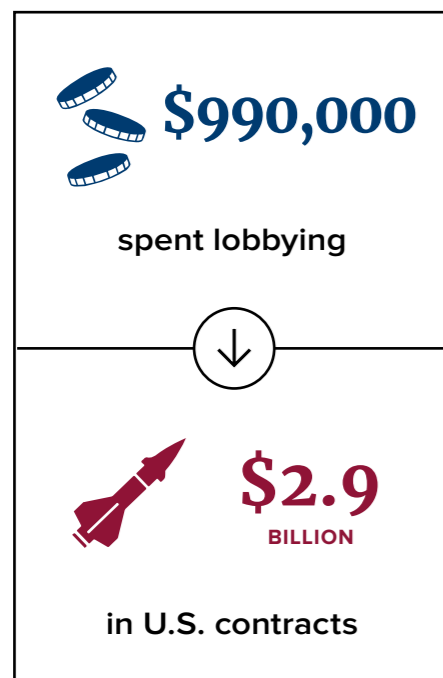 $990,000
spent lobbying
$2.9
BILLION
in U.S. contracts